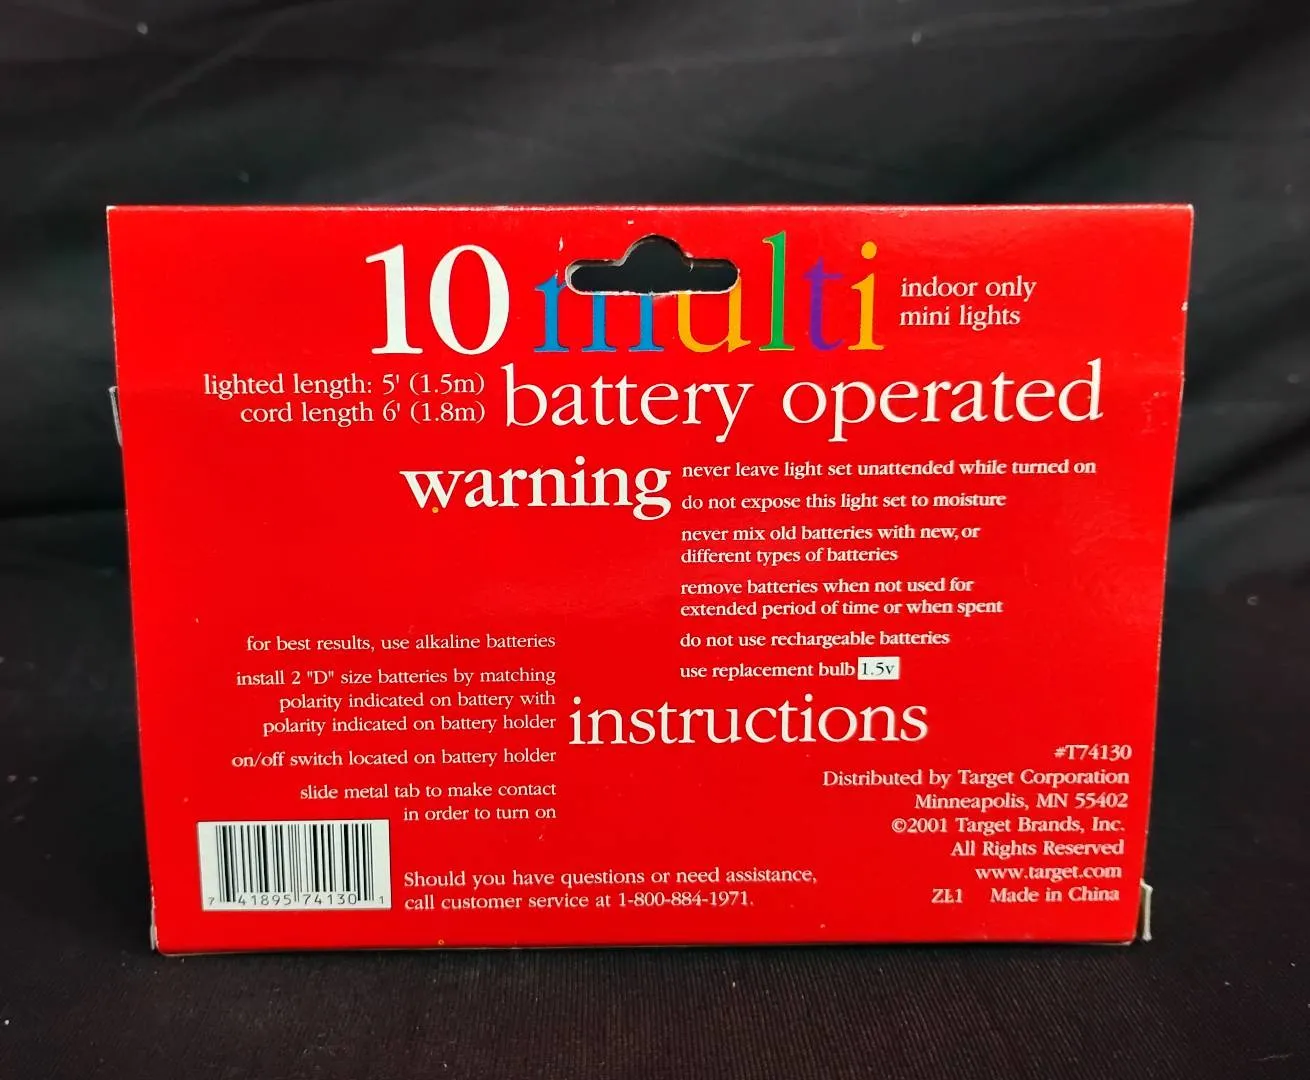 10 multi
indoor only
mini lights
lighted length: 5' (1.5m)
cord length 6' (1.8m)
battery operated
warning
never leave light set unattended while turned on
do not expose this light set to moisture
never mix old batteries with new, or
different types of batteries
remove batteries when not used for
extended period of time or when spent
do not use rechargeable batteries
use replacement bulb 1.5v
instructions
for best results, use alkaline batteries
install 2 "D" size batteries by matching
polarity indicated on battery with
polarity indicated on battery holder
on/off switch located on battery holder
slide metal tab to make contact
in order to turn on
#T74130
Distributed by Target Corporation
Minneapolis, MN 55402
©2001 Target Brands, Inc.
All Rights Reserved
www.target.com
ZŁ1 Made in China
7 41895 74130 1
Should you have questions or need assistance,
call customer service at 1-800-884-1971.